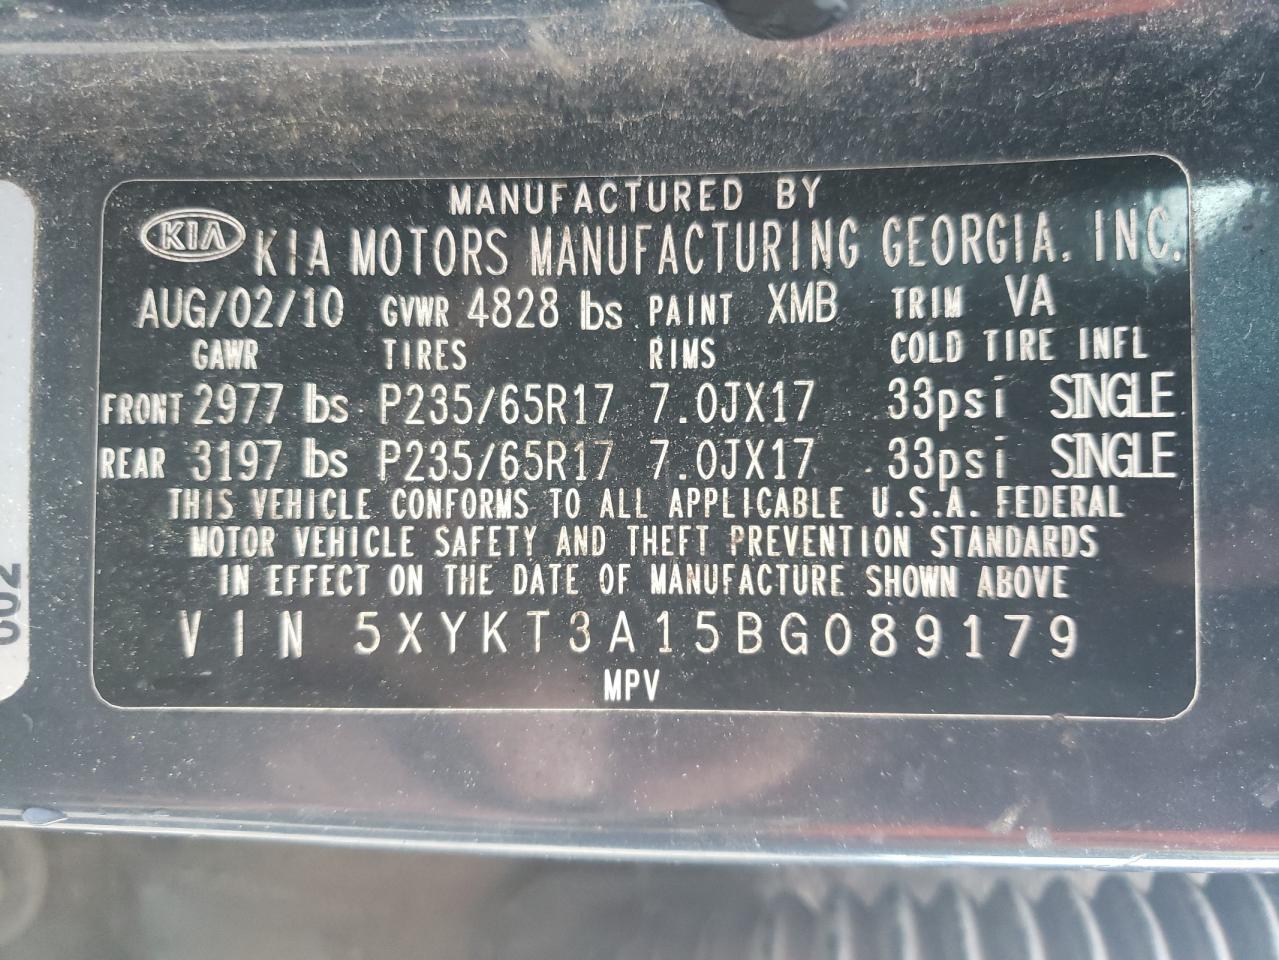 MANUFACTURED BY
KIA KIA MOTORS MANUFACTURING GEORGIA, INC.
AUG/02/10 GVWR 4828 lbs PAINT XMB TRIM VA
GAWR TIRES RIMS COLD TIRE INFL
FRONT 2977 lbs P235/65R17 7.0JX17 33psi SINGLE
REAR 3197 lbs P235/65R17 7.0JX17 33psi SINGLE
THIS VEHICLE CONFORMS TO ALL APPLICABLE U.S.A. FEDERAL
MOTOR VEHICLE SAFETY AND THEFT PREVENTION STANDARDS
IN EFFECT ON THE DATE OF MANUFACTURE SHOWN ABOVE
VIN 5XYKT3A15BG089179
MPV